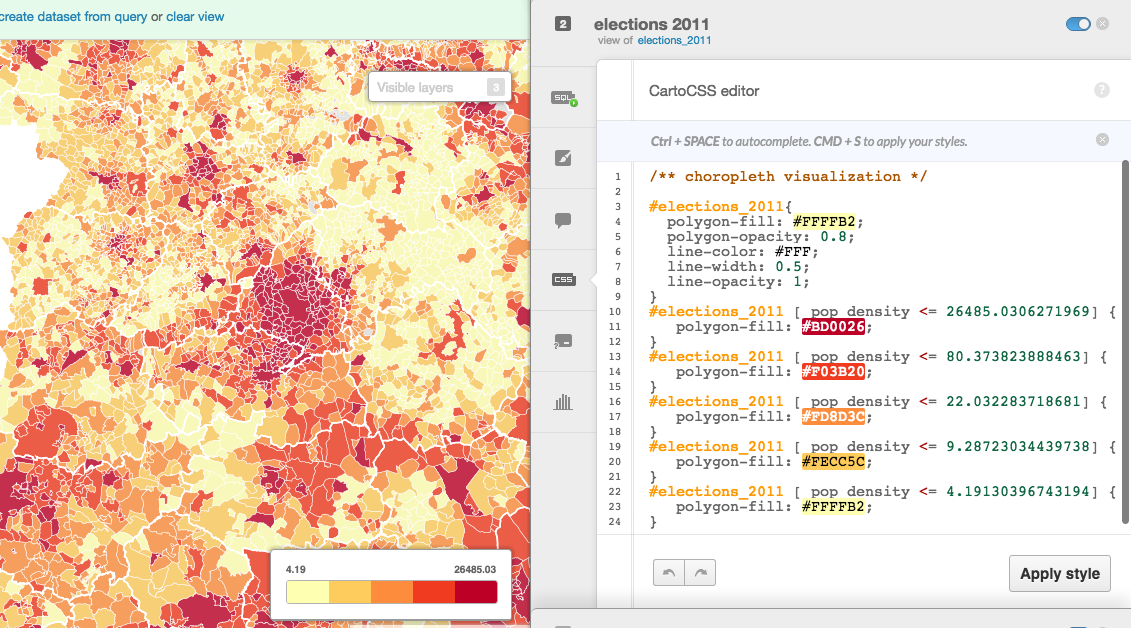 create dataset from query or clear view
Visible layers 3
4.19 26485.03
2 elections 2011
view of elections_2011
SQL
CSS
CartoCSS editor
?
Ctrl + SPACE to autocomplete. CMD + S to apply your styles.
1 /** choropleth visualization */
2
3 #elections_2011{
4 polygon-fill: #FFFFB2;
5 polygon-opacity: 0.8;
6 line-color: #FFF;
7 line-width: 0.5;
8 line-opacity: 1;
9 }
10 #elections_2011 [ pop_density <= 26485.0306271969] {
11 polygon-fill: #BD0026;
12 }
13 #elections_2011 [ pop_density <= 80.373823888463] {
14 polygon-fill: #F03B20;
15 }
16 #elections_2011 [ pop_density <= 22.032283718681] {
17 polygon-fill: #FD8D3C;
18 }
19 #elections_2011 [ pop_density <= 9.28723034439738] {
20 polygon-fill: #FECC5C;
21 }
22 #elections_2011 [ pop_density <= 4.19130396743194] {
23 polygon-fill: #FFFFB2;
24 }
Apply style